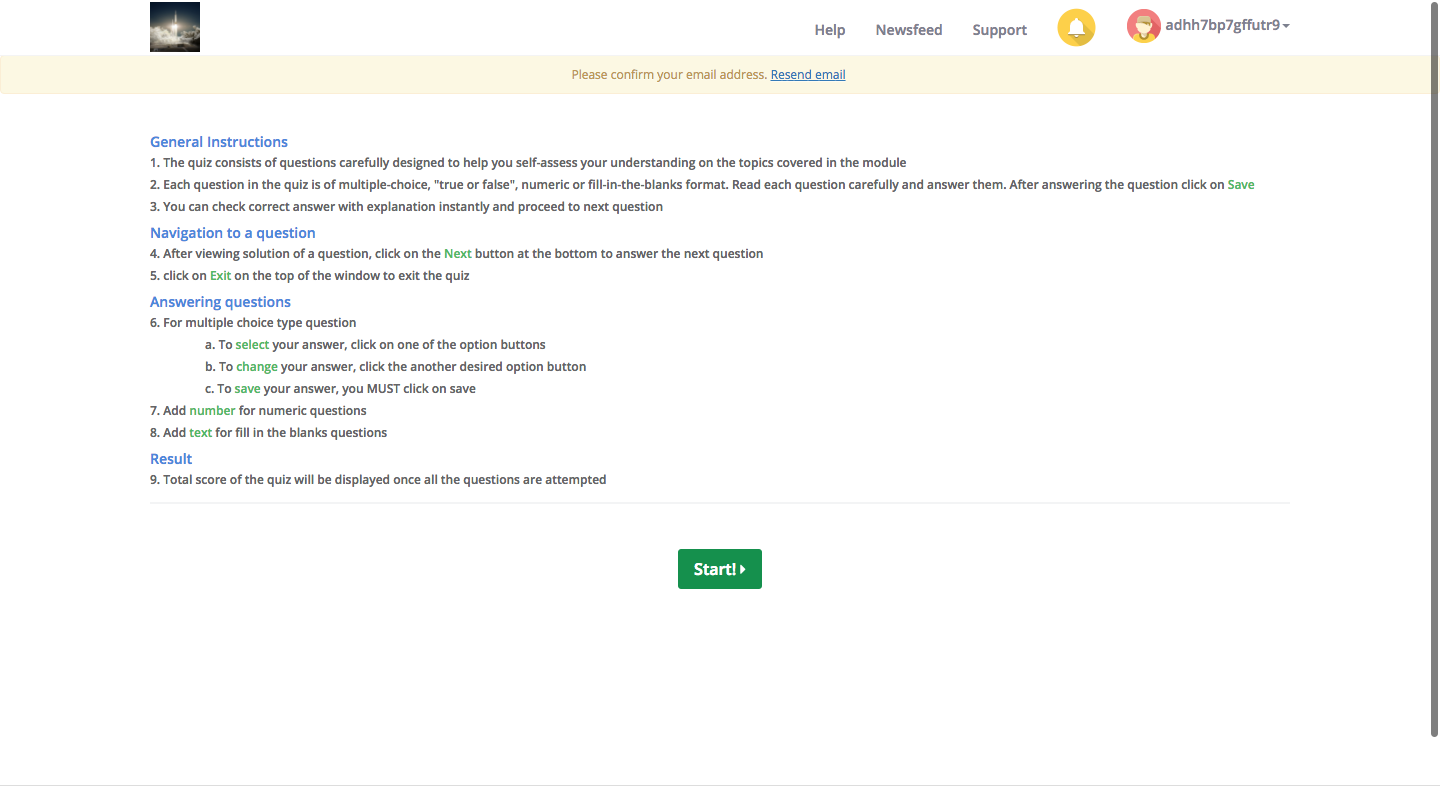 Help Newsfeed Support adhh7bp7gffutr9
Please confirm your email address. Resend email
General Instructions
1. The quiz consists of questions carefully designed to help you self-assess your understanding on the topics covered in the module
2. Each question in the quiz is of multiple-choice, "true or false", numeric or fill-in-the-blanks format. Read each question carefully and answer them. After answering the question click on Save
3. You can check correct answer with explanation instantly and proceed to next question
Navigation to a question
4. After viewing solution of a question, click on the Next button at the bottom to answer the next question
5. click on Exit on the top of the window to exit the quiz
Answering questions
6. For multiple choice type question
a. To select your answer, click on one of the option buttons
b. To change your answer, click the another desired option button
c. To save your answer, you MUST click on save
7. Add number for numeric questions
8. Add text for fill in the blanks questions
Result
9. Total score of the quiz will be displayed once all the questions are attempted
Start!